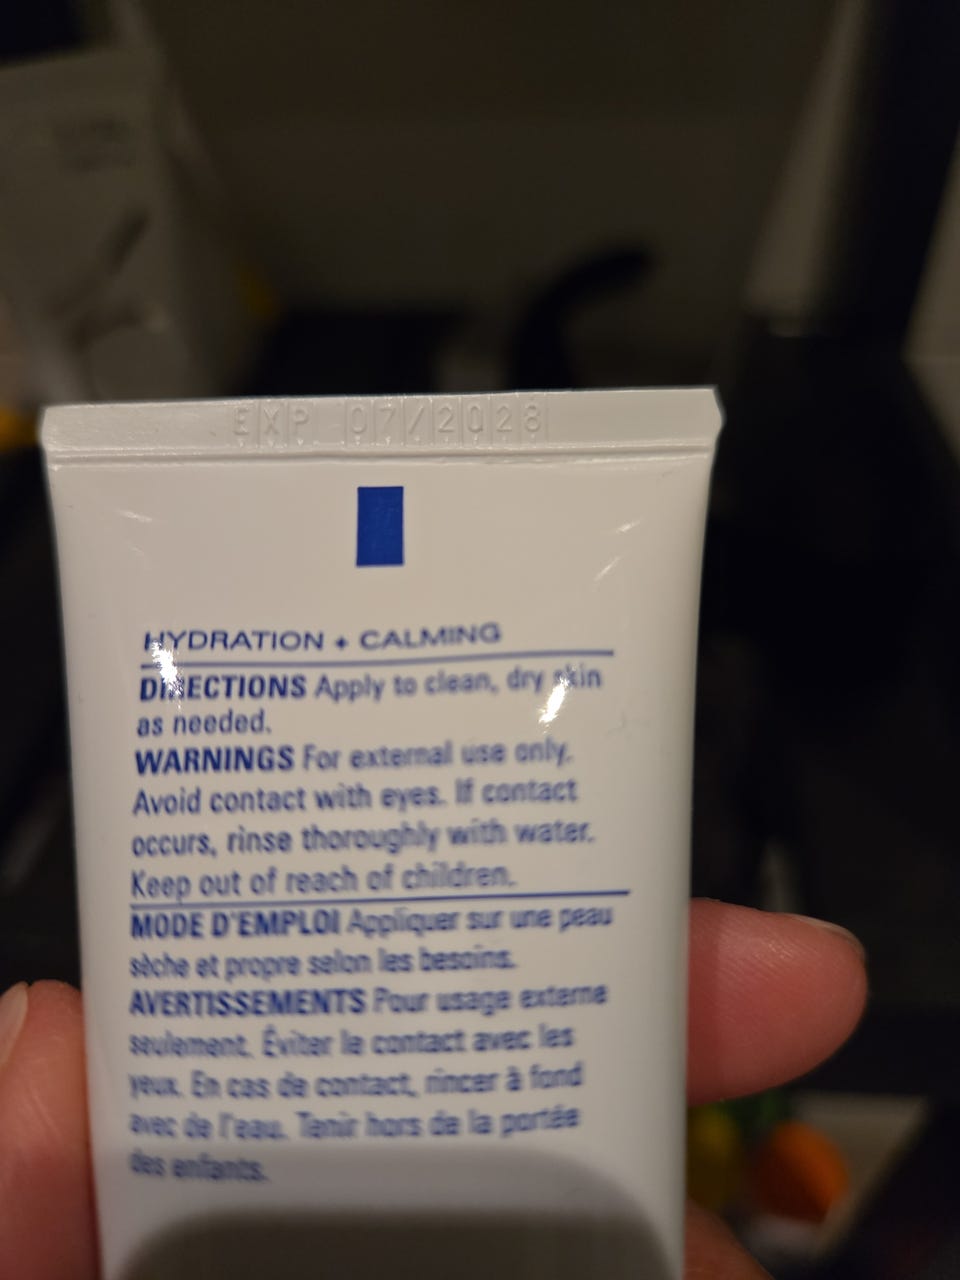 EXP 07/2028
HYDRATION + CALMING
DIRECTIONS Apply to clean, dry skin
as needed.
WARNINGS For external use only.
Avoid contact with eyes. If contact
occurs, rinse thoroughly with water.
Keep out of reach of children.
MODE D'EMPLOI Appliquer sur une peau
sèche et propre selon les besoins.
AVERTISSEMENTS Pour usage externe
seulement. Éviter le contact avec les
yeux. En cas de contact, rincer à fond
avec de l'eau. Tenir hors de la portée
des enfants.